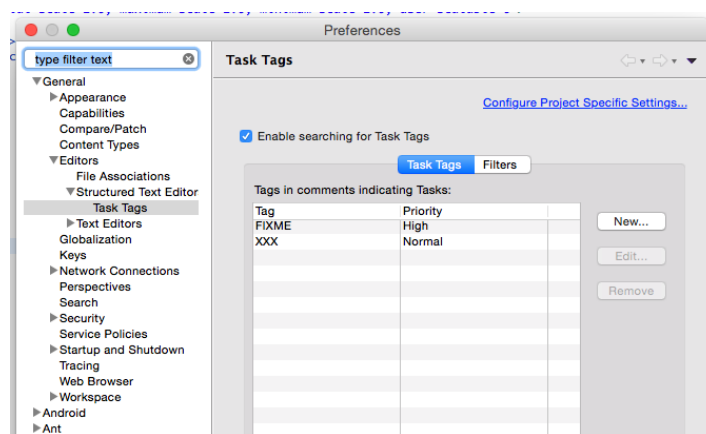 Preferences
type filter text
Task Tags
General
Appearance
Capabilities
Compare/Patch
Content Types
Editors
File Associations
Structured Text Editor
Task Tags
Text Editors
Globalization
Keys
Network Connections
Perspectives
Search
Security
Service Policies
Startup and Shutdown
Tracing
Web Browser
Workspace
Android
Ant
Configure Project Specific Settings...
Enable searching for Task Tags
Task Tags Filters
Tags in comments indicating Tasks:
Tag Priority
FIXME High
XXX Normal
New...
Edit...
Remove